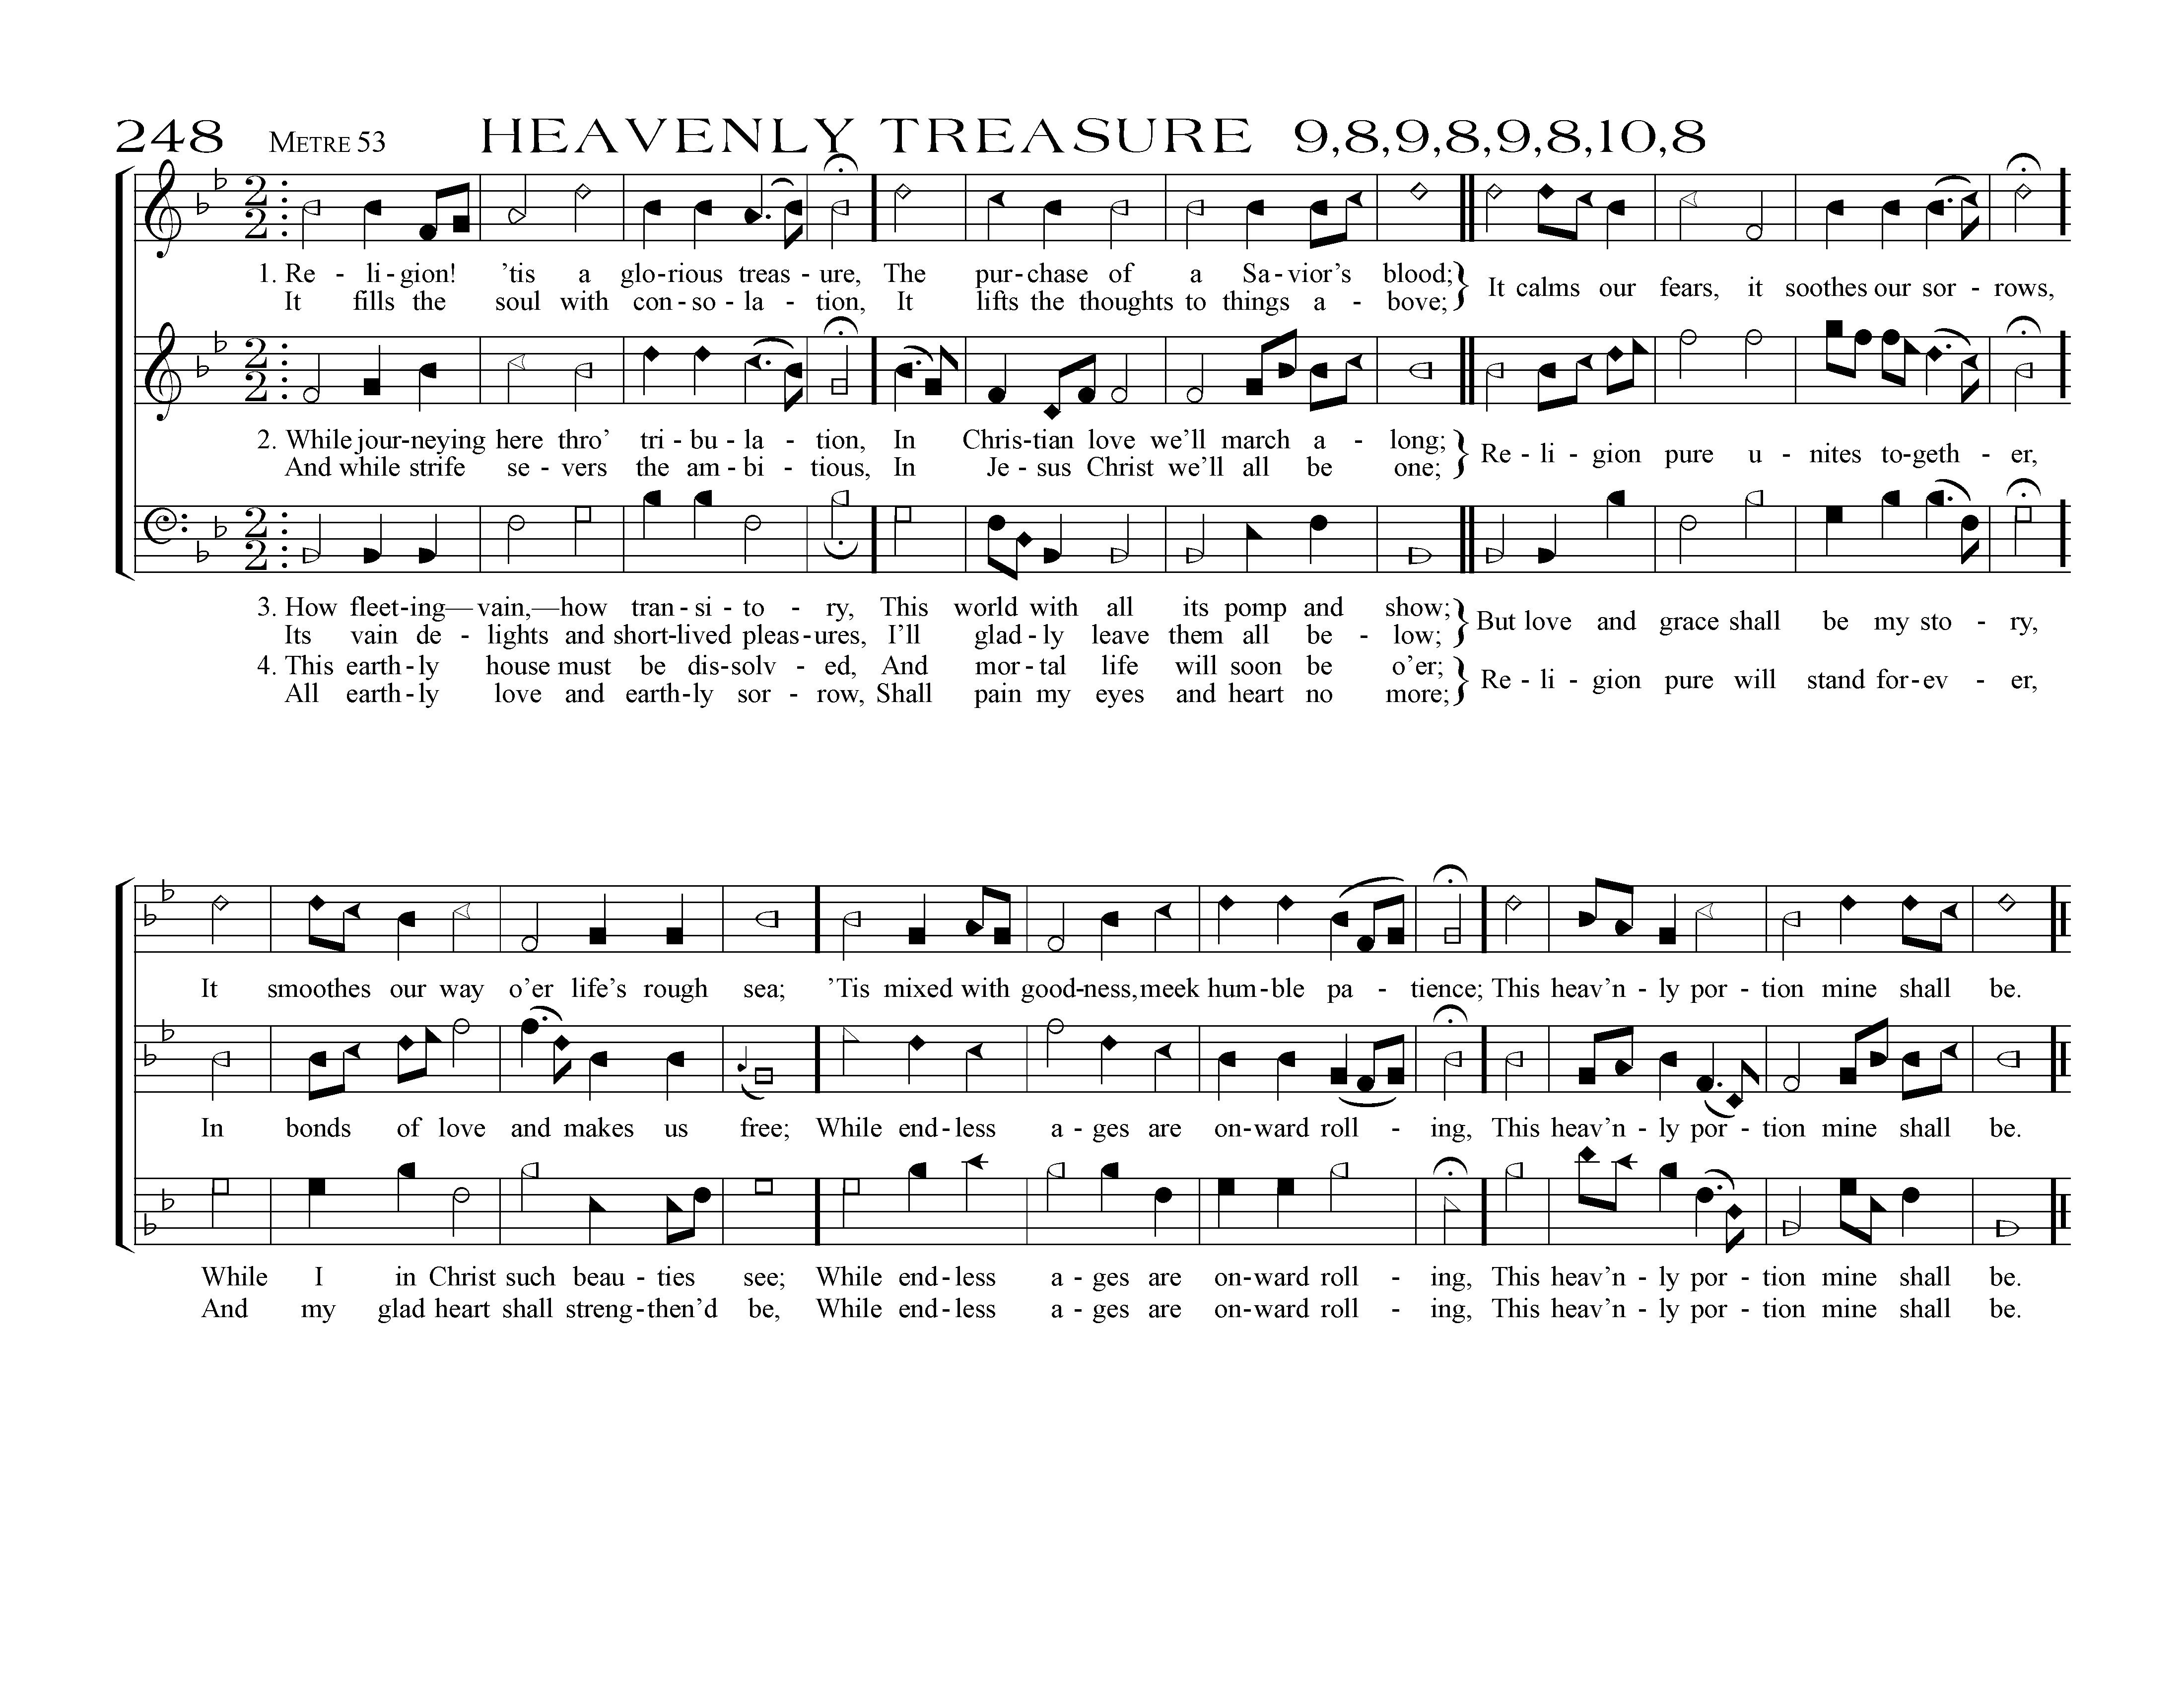 248 METRE 53 HEAVENLY TREASURE 9,8,9,8,9,8,10,8
1. Re - li - gion! 'tis a glo - rious treas - ure, The pur - chase of a Sa - vior's blood; } It calms our fears, it soothes our sor - rows,
It fills the soul with con - so - la - tion, It lifts the thoughts to things a - bove;
2. While jour - neying here thro' tri - bu - la - tion, In Chris - tian love we'll march a - long; } Re - li - gion pure u - nites to - geth - er,
And while strife se - vers the am - bi - tious, In Je - sus Christ we'll all be one;
3. How fleet - ing— vain,—how tran - si - to - ry, This world with all its pomp and show; } But love and grace shall be my sto - ry,
Its vain de - lights and short - lived pleas - ures, I'll glad - ly leave them all be - low;
4. This earth - ly house must be dis - solv - ed, And mor - tal life will soon be o'er; } Re - li - gion pure will stand for - ev - er,
All earth - ly love and earth - ly sor - row, Shall pain my eyes and heart no more;
It smoothes our way o'er life's rough sea; 'Tis mixed with good - ness, meek hum - ble pa - tience; This heav'n - ly por - tion mine shall be.
In bonds of love and makes us free; While end - less a - ges are on - ward roll - ing, This heav'n - ly por - tion mine shall be.
While I in Christ such beau - ties see; While end - less a - ges are on - ward roll - ing, This heav'n - ly por - tion mine shall be.
And my glad heart shall streng - then'd be, While end - less a - ges are on - ward roll - ing, This heav'n - ly por - tion mine shall be.